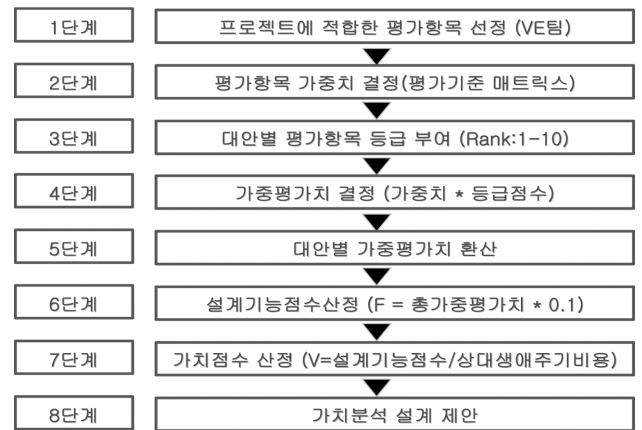 1단계 프로젝트에 적합한 평가항목 선정 (VE팀)
2단계 평가항목 가중치 결정(평가기준 매트릭스)
3단계 대안별 평가항목 등급 부여 (Rank:1-10)
4단계 가중평가치 결정 (가중치 * 등급점수)
5단계 대안별 가중평가치 환산
6단계 설계기능점수산정 (F = 총가중평가치 * 0.1)
7단계 가치점수 산정 (V=설계기능점수/상대생애주기비용)
8단계 가치분석 설계 제안